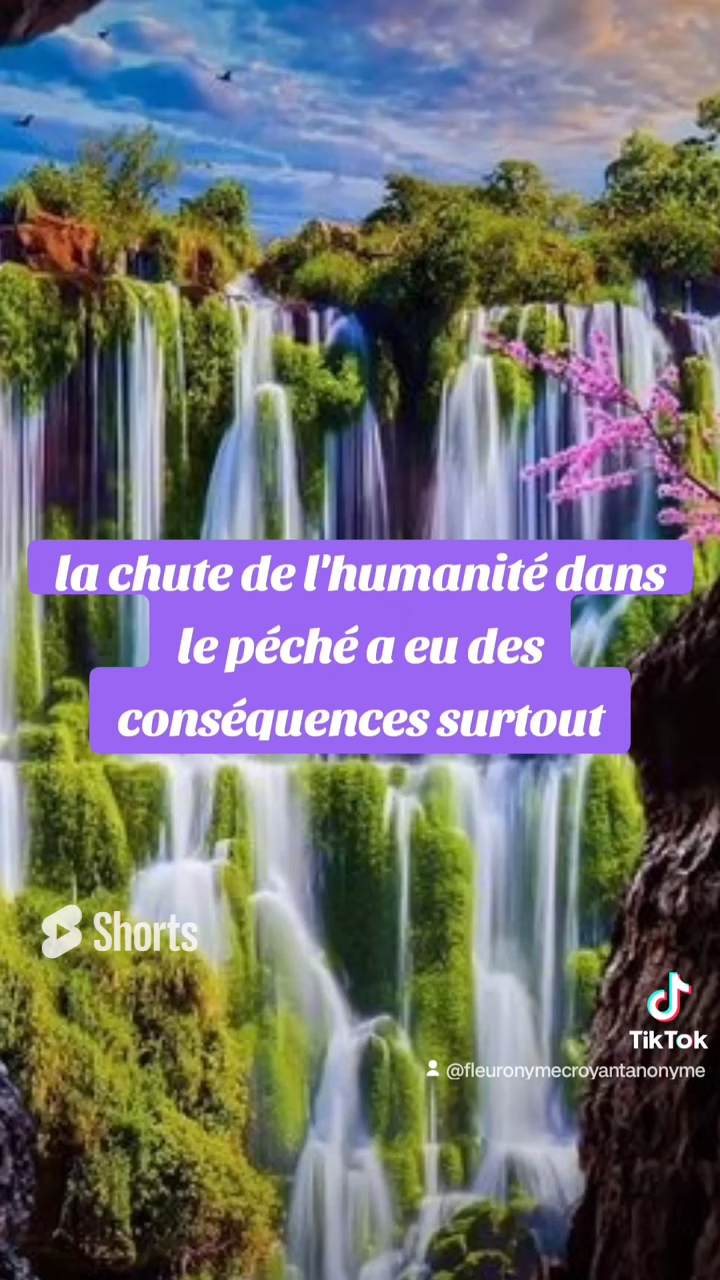 la chute de l'humanité dans
le péché a eu des
conséquences surtout
Shorts
TikTok
@fleuronymecroyantanonyme